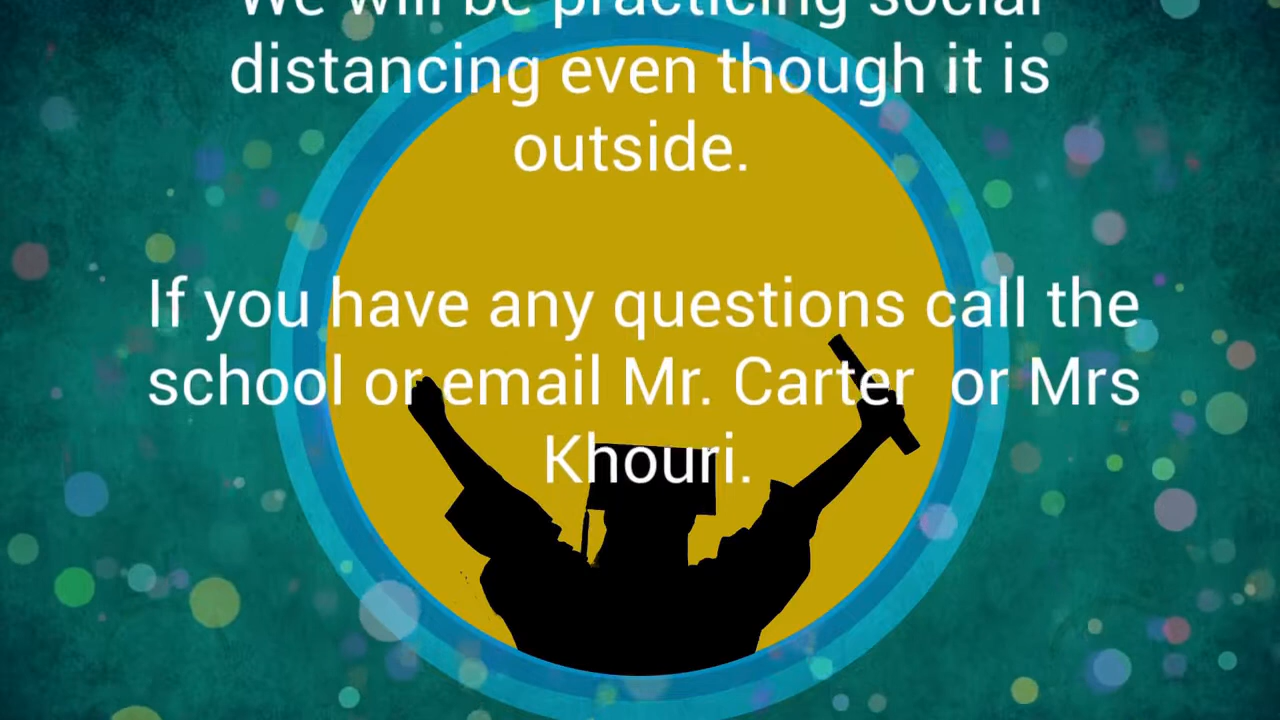 We will be practicing social
distancing even though it is
outside.
If you have any questions call the
school or email Mr. Carter or Mrs
Khouri.